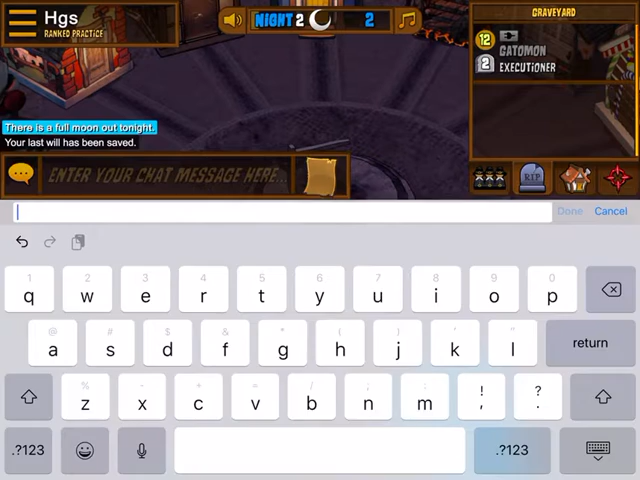 Hgs
RANKED PRACTICE
NIGHT 2
2
GRAVEYARD
12
CATOMON
2
EXECUTIONER
There is a full moon out tonight.
Your last will has been saved.
ENTER YOUR CHAT MESSAGE HERE...
RIP
Done Cancel
1 2 3 4 5 6 7 8 9 0
q w e r t y u i o p
@ # $ & * ( ) ' "
a s d f g h j k l return
% - + = / ; :
z x c v b n m ! , ? .
.?123 .?123